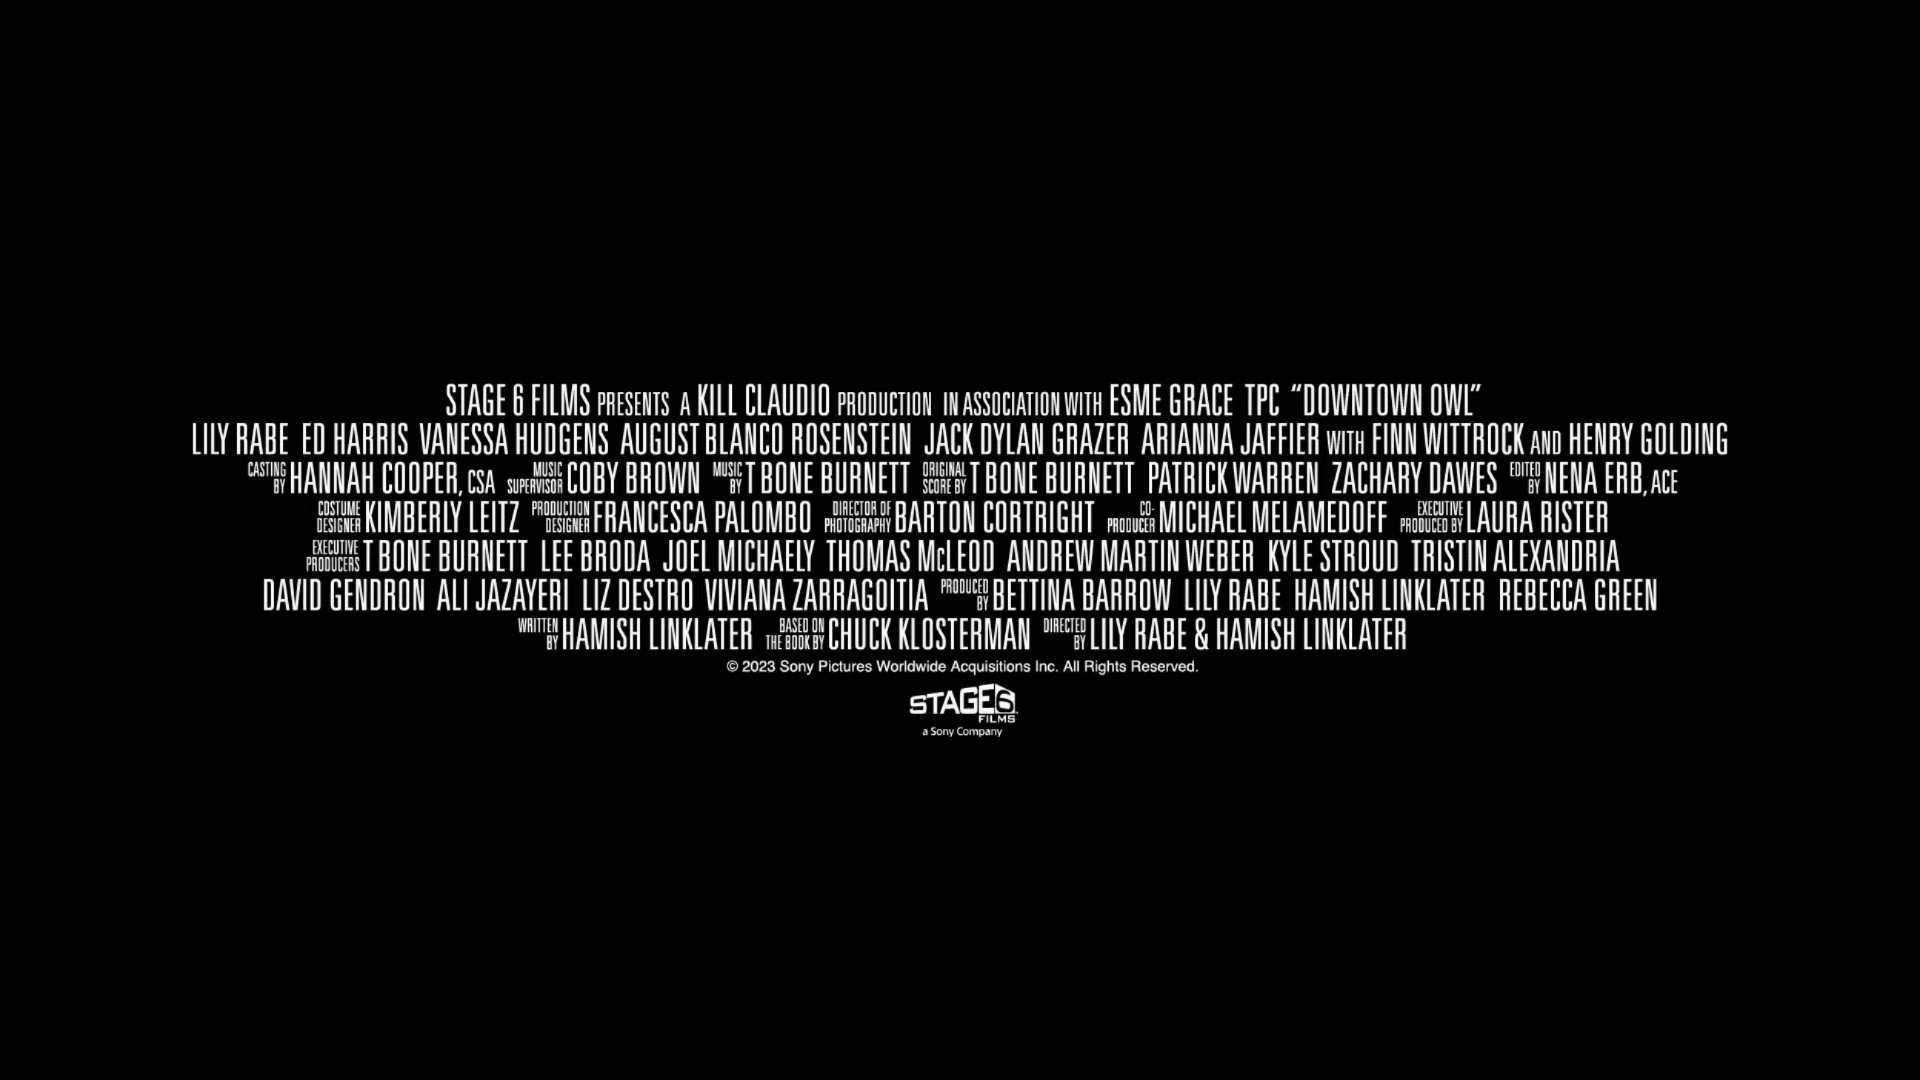 STAGE 6 FILMS PRESENTS A KILL CLAUDIO PRODUCTION IN ASSOCIATION WITH ESME GRACE TPC “DOWNTOWN OWL”
LILY RABE ED HARRIS VANESSA HUDGENS AUGUST BLANCO ROSENSTEIN JACK DYLAN GRAZER ARIANNA JAFFIER WITH FINN WITTROCK AND HENRY GOLDING
CASTING BY HANNAH COOPER, CSA MUSIC SUPERVISOR COBY BROWN MUSIC BY T BONE BURNETT ORIGINAL SCORE BY T BONE BURNETT PATRICK WARREN ZACHARY DAWES EDITED BY NENA ERB, ACE
COSTUME DESIGNER KIMBERLY LEITZ PRODUCTION DESIGNER FRANCESCA PALOMBO DIRECTOR OF PHOTOGRAPHY BARTON CORTRIGHT CO-PRODUCER MICHAEL MELAMEDOFF EXECUTIVE PRODUCED BY LAURA RISTER
EXECUTIVE PRODUCERS T BONE BURNETT LEE BRODA JOEL MICHAELY THOMAS McLEOD ANDREW MARTIN WEBER KYLE STROUD TRISTIN ALEXANDRIA
DAVID GENDRON ALI JAZAYERI LIZ DESTRO VIVIANA ZARRAGOITIA PRODUCED BY BETTINA BARROW LILY RABE HAMISH LINKLATER REBECCA GREEN
WRITTEN BY HAMISH LINKLATER BASED ON THE BOOK BY CHUCK KLOSTERMAN DIRECTED BY LILY RABE & HAMISH LINKLATER
© 2023 Sony Pictures Worldwide Acquisitions Inc. All Rights Reserved.
STAGE 6
FILMS
a Sony Company